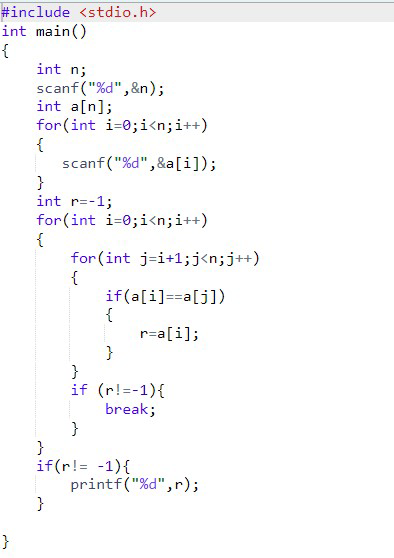 #include <stdio.h>
int main()
{
    int n;
    scanf("%d",&n);
    int a[n];
    for(int i=0;i<n;i++)
    {
       scanf("%d",&a[i]);
    }
    int r=-1;
    for(int i=0;i<n;i++)
    {
        for(int j=i+1;j<n;j++)
        {
            if(a[i]==a[j])
            {
                r=a[i];
            }
        }
        if (r!=-1){
            break;
        }
    }
    if(r!= -1){
        printf("%d",r);
    }
}